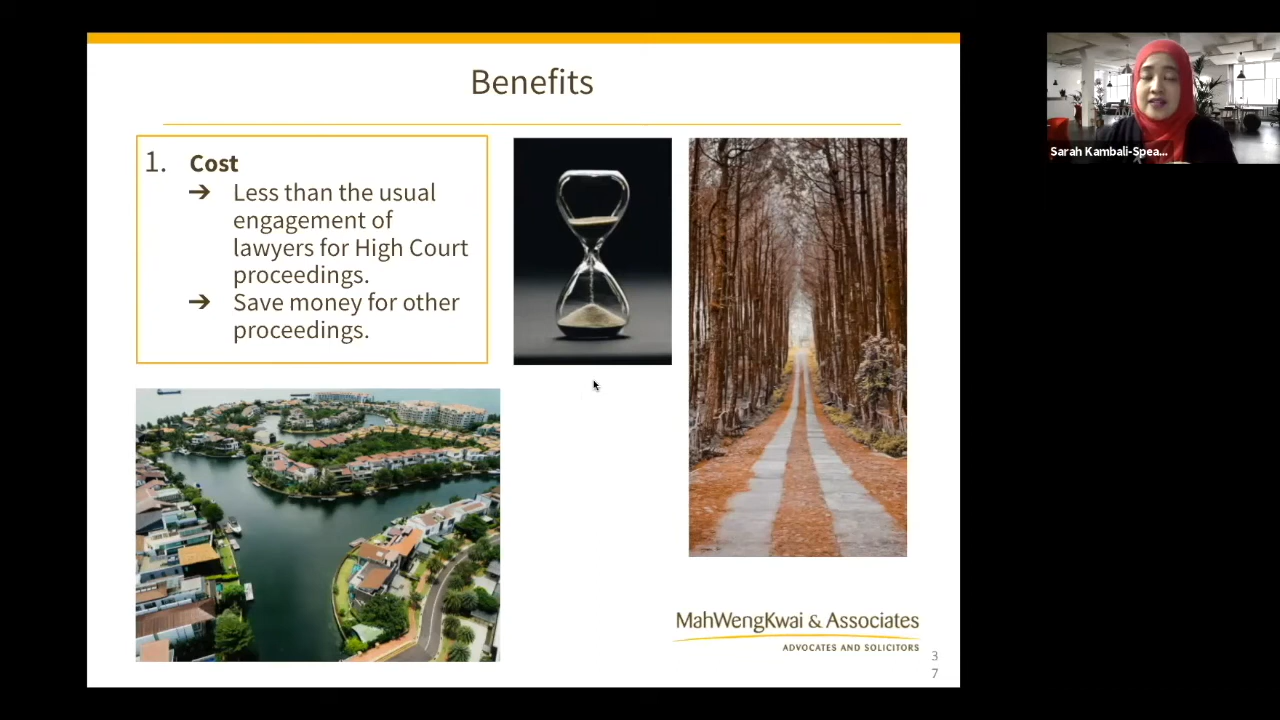 Benefits
1. Cost
➔ Less than the usual
engagement of
lawyers for High Court
proceedings.
➔ Save money for other
proceedings.
MahWengKwai & Associates
ADVOCATES AND SOLICITORS
3
7
Sarah Kambali-Spea...